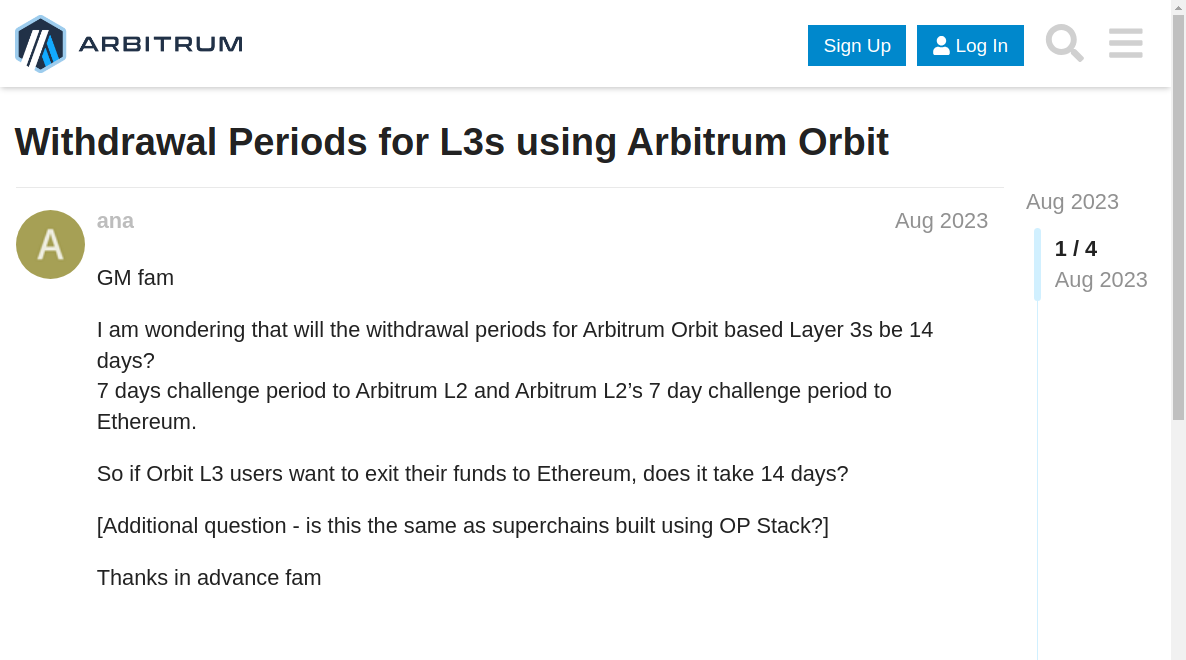 ARBITRUM
Sign Up
Log In
Withdrawal Periods for L3s using Arbitrum Orbit
A
ana
Aug 2023
Aug 2023
1 / 4
Aug 2023
GM fam
I am wondering that will the withdrawal periods for Arbitrum Orbit based Layer 3s be 14
days?
7 days challenge period to Arbitrum L2 and Arbitrum L2’s 7 day challenge period to
Ethereum.
So if Orbit L3 users want to exit their funds to Ethereum, does it take 14 days?
[Additional question - is this the same as superchains built using OP Stack?]
Thanks in advance fam